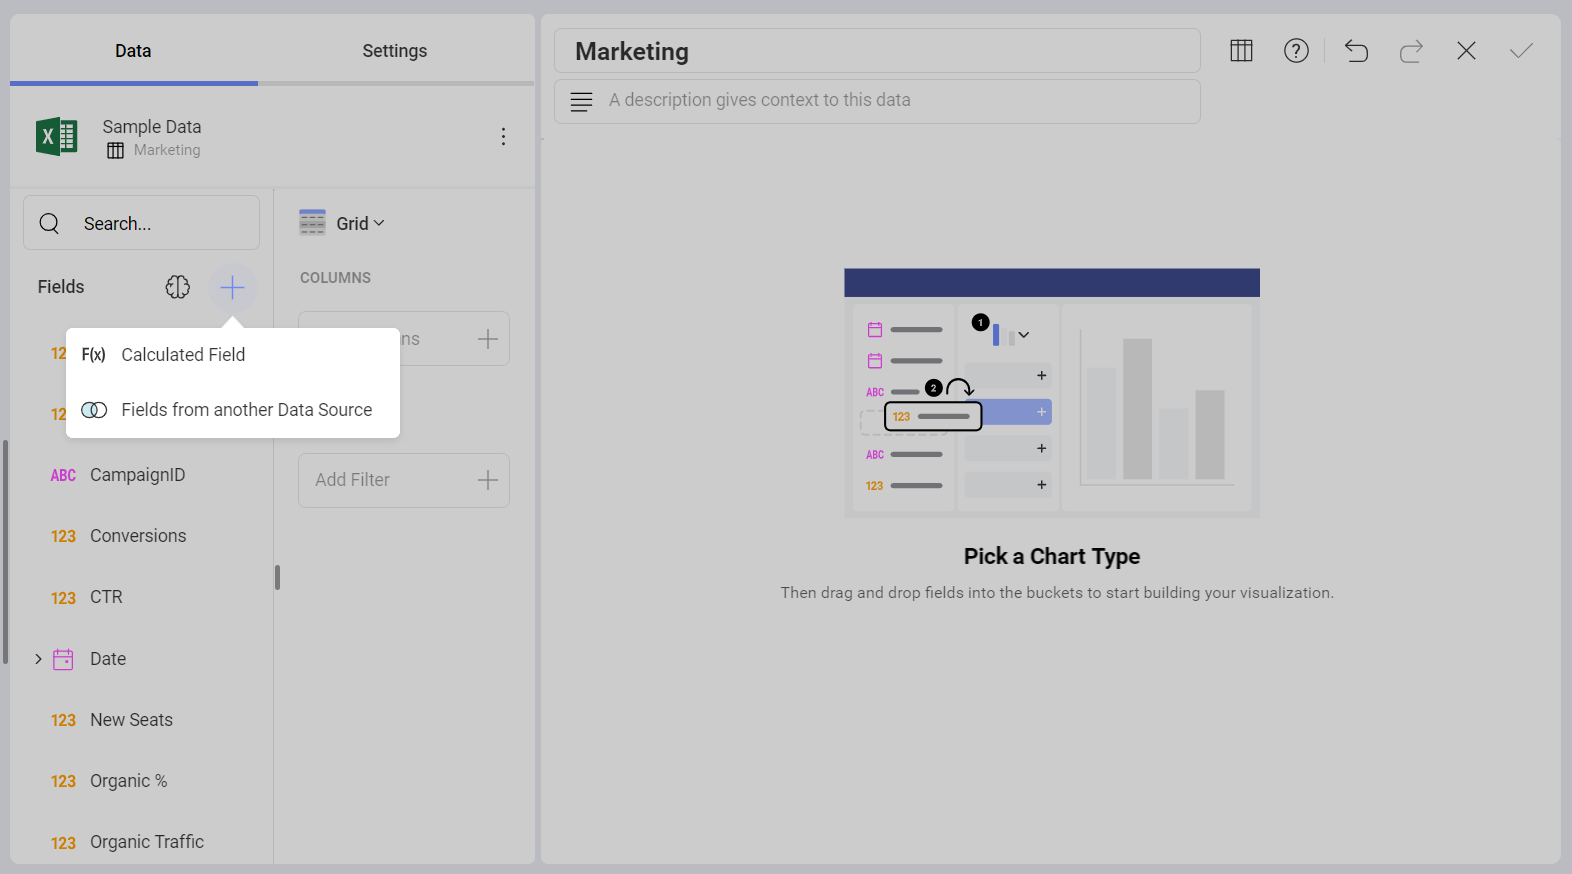 Data
Settings
Marketing
A description gives context to this data
X
Sample Data
Marketing
Search...
Grid
Fields
COLUMNS
F(x) Calculated Field
Fields from another Data Source
ABC CampaignID
Add Filter
123 Conversions
123 CTR
Date
123 New Seats
123 Organic %
123 Organic Traffic
1
ABC
2
123
ABC
123
Pick a Chart Type
Then drag and drop fields into the buckets to start building your visualization.